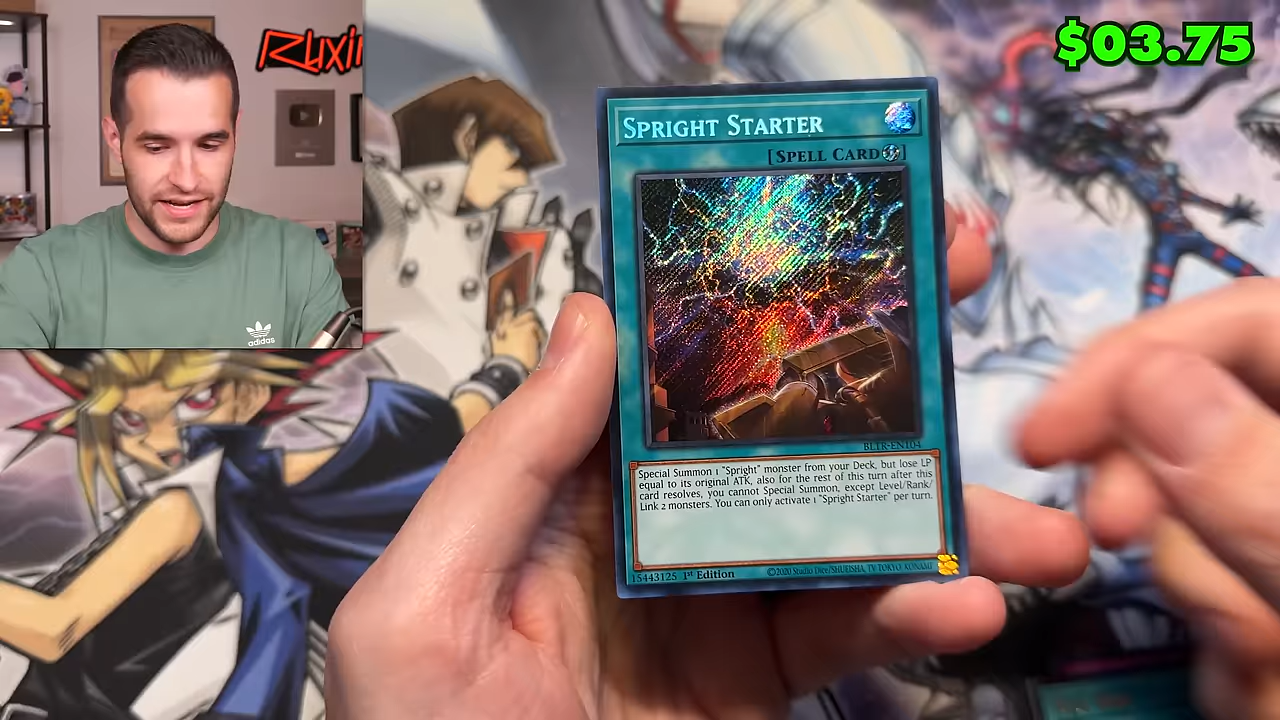 Ruxin
$03.75
SPRIGHT STARTER
[SPELL CARD]
BLTR-EN104
Special Summon 1 "Spright" monster from your Deck, but lose LP
equal to its original ATK, also for the rest of this turn after this
card resolves, you cannot Special Summon, except Level/Rank/
Link 2 monsters. You can only activate 1 "Spright Starter" per turn.
15443125 1st Edition
©2020 Studio Dice/SHUEISHA, TV TOKYO, KONAMI
adidas